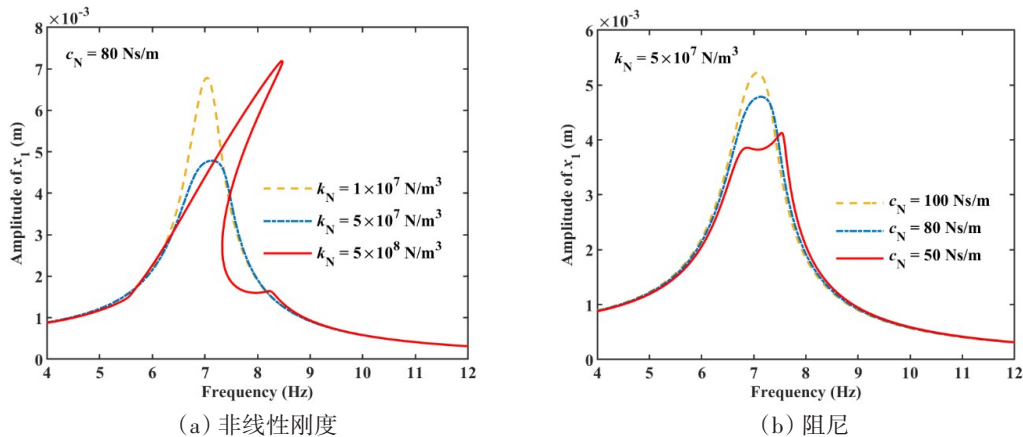 ×10⁻³
8
7
6
5
4
3
2
1
0
Amplitude of x₁ (m)
c_N = 80 Ns/m
k_N = 1×10⁷ N/m³
k_N = 5×10⁷ N/m³
k_N = 5×10⁸ N/m³
4 5 6 7 8 9 10 11 12
Frequency (Hz)
(a) 非线性刚度
×10⁻³
6
5
4
3
2
1
0
Amplitude of x₁ (m)
k_N = 5×10⁷ N/m³
c_N = 100 Ns/m
c_N = 80 Ns/m
c_N = 50 Ns/m
4 5 6 7 8 9 10 11 12
Frequency (Hz)
(b) 阻尼